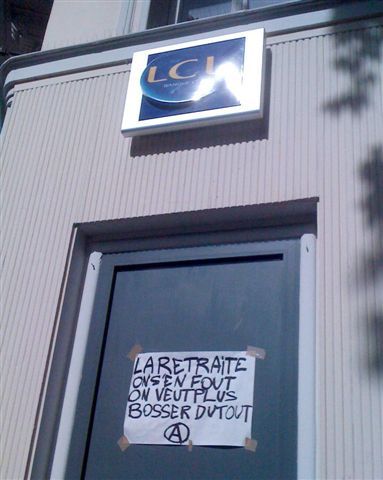 LCL
LA RETRAITE
ON S'EN FOUT
ON VEUT PLUS
BOSSER DU TOUT
A